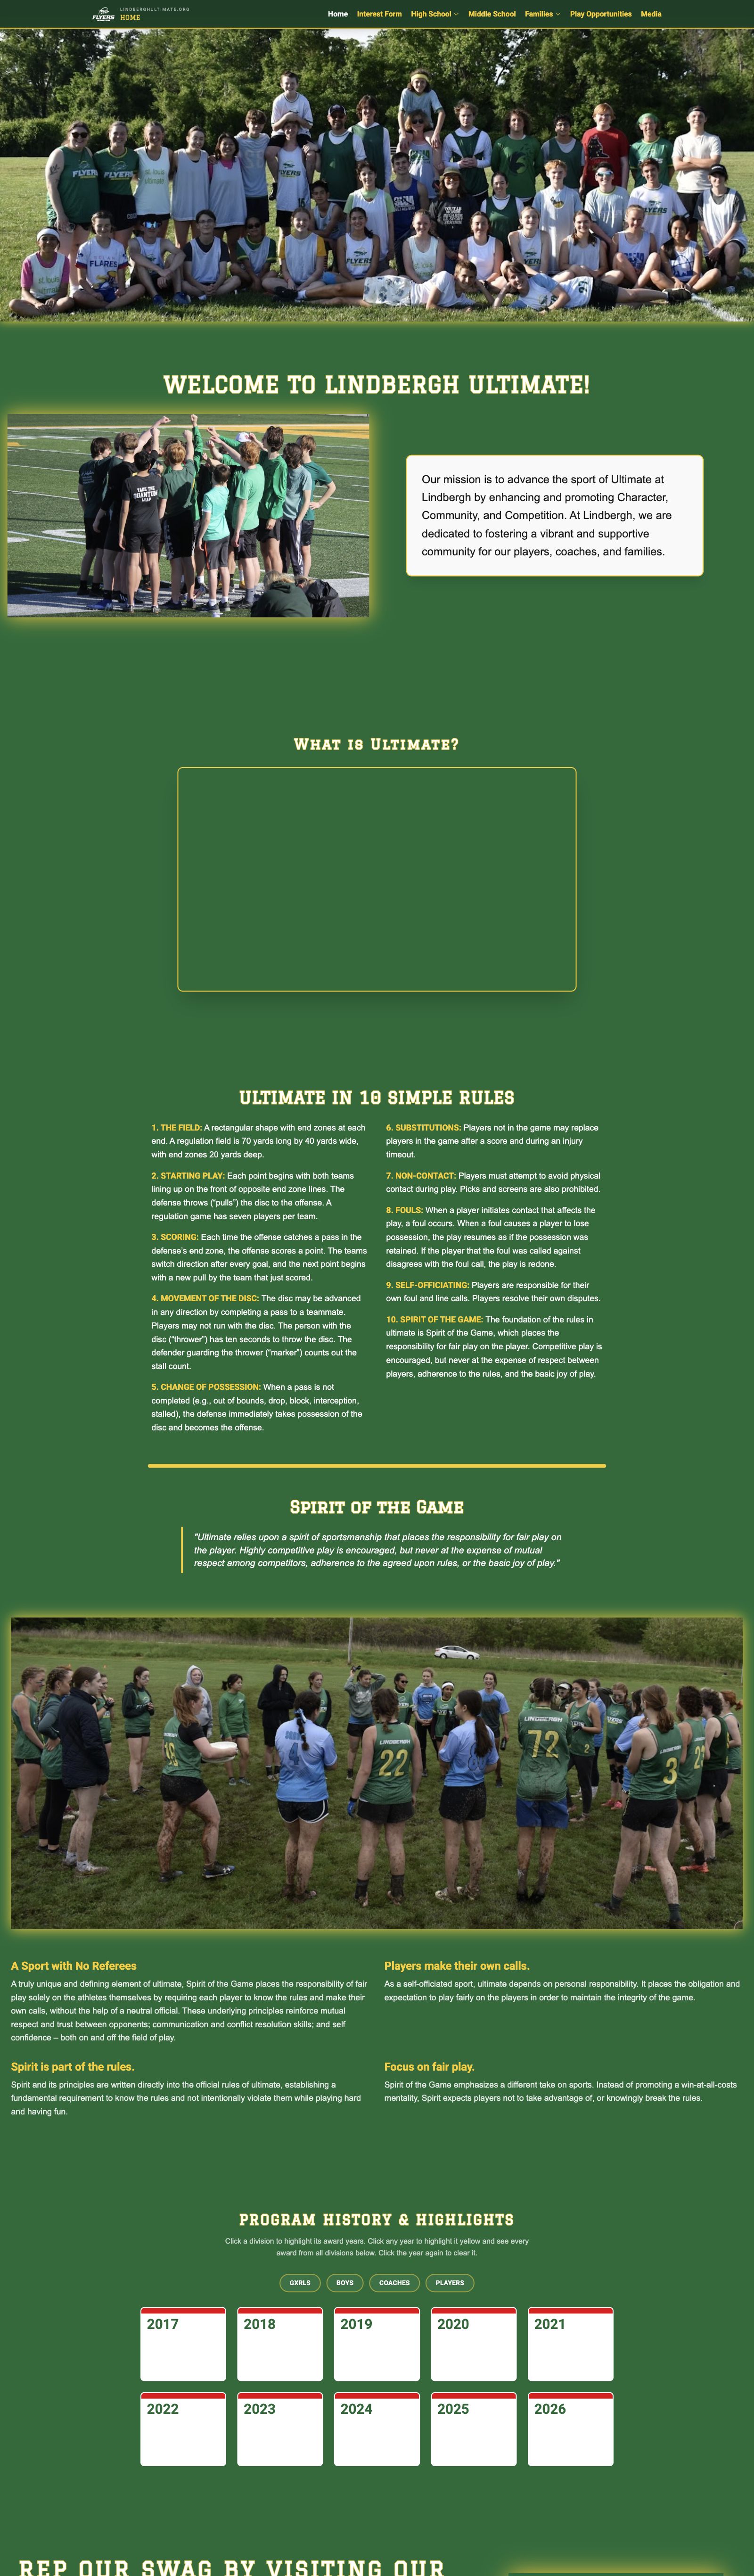 FLYERS
LINDBERGHULTIMATE.ORG
HOME
Home Interest Form High School Middle School Families Play Opportunities Media
FLYERS
FLYERS
FLYERS
FLARES
FLYERS
FLYERS
WELCOME TO LINDBERGH ULTIMATE!
TAKE THE
QUANTUM
LEAP
Our mission is to advance the sport of Ultimate at
Lindbergh by enhancing and promoting Character,
Community, and Competition. At Lindbergh, we are
dedicated to fostering a vibrant and supportive
community for our players, coaches, and families.
What is Ultimate?
ULTIMATE IN 10 SIMPLE RULES
1. THE FIELD: A rectangular shape with end zones at each
end. A regulation field is 70 yards long by 40 yards wide,
with end zones 20 yards deep.
2. STARTING PLAY: Each point begins with both teams
lining up on the front of opposite end zone lines. The
defense throws ("pulls") the disc to the offense. A
regulation game has seven players per team.
3. SCORING: Each time the offense catches a pass in the
defense's end zone, the offense scores a point. The teams
switch direction after every goal, and the next point begins
with a new pull by the team that just scored.
4. MOVEMENT OF THE DISC: The disc may be advanced
in any direction by completing a pass to a teammate.
Players may not run with the disc. The person with the
disc ("thrower") has ten seconds to throw the disc. The
defender guarding the thrower ("marker") counts out the
stall count.
5. CHANGE OF POSSESSION: When a pass is not
completed (e.g., out of bounds, drop, block, interception,
stalled), the defense immediately takes possession of the
disc and becomes the offense.
6. SUBSTITUTIONS: Players not in the game may replace
players in the game after a score and during an injury
timeout.
7. NON-CONTACT: Players must attempt to avoid physical
contact during play. Picks and screens are also prohibited.
8. FOULS: When a player initiates contact that affects the
play, a foul occurs. When a foul causes a player to lose
possession, the play resumes as if the possession was
retained. If the player that the foul was called against
disagrees with the foul call, the play is redone.
9. SELF-OFFICIATING: Players are responsible for their
own foul and line calls. Players resolve their own disputes.
10. SPIRIT OF THE GAME: The foundation of the rules in
ultimate is Spirit of the Game, which places the
responsibility for fair play on the player. Competitive play is
encouraged, but never at the expense of respect between
players, adherence to the rules, and the basic joy of play.
Spirit of the Game
"Ultimate relies upon a spirit of sportsmanship that places the responsibility for fair play on
the player. Highly competitive play is encouraged, but never at the expense of mutual
respect among competitors, adherence to the agreed upon rules, or the basic joy of play."
LINDBERGH
22
LINDBERGH
72
2
LINDBERGH
3
4
A Sport with No Referees
A truly unique and defining element of ultimate, Spirit of the Game places the responsibility of fair
play solely on the athletes themselves by requiring each player to know the rules and make their
own calls, without the help of a neutral official. These underlying principles reinforce mutual
respect and trust between opponents; communication and conflict resolution skills; and self
confidence – both on and off the field of play.
Players make their own calls.
As a self-officiated sport, ultimate depends on personal responsibility. It places the obligation and
expectation to play fairly on the players in order to maintain the integrity of the game.
Spirit is part of the rules.
Spirit and its principles are written directly into the official rules of ultimate, establishing a
fundamental requirement to know the rules and not intentionally violate them while playing hard
and having fun.
Focus on fair play.
Spirit of the Game emphasizes a different take on sports. Instead of promoting a win-at-all-costs
mentality, Spirit expects players not to take advantage of, or knowingly break the rules.
PROGRAM HISTORY & HIGHLIGHTS
Click a division to highlight its award years. Click any year to highlight it yellow and see every
award from all divisions below. Click the year again to clear it.
GXRLS BOYS COACHES PLAYERS
2017 2018 2019 2020 2021
2022 2023 2024 2025 2026
REP OUR SWAG BY VISITING OUR